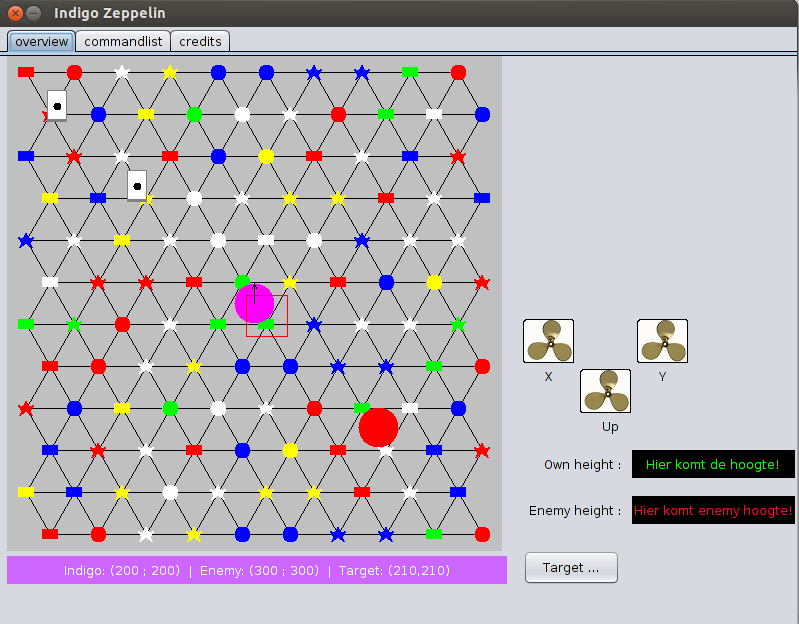 Indigo Zeppelin
overview commandlist credits
X Y
Up
Own height : Hier komt de hoogte!
Enemy height : Hier komt enemy hoogte!
Indigo: (200 ; 200) | Enemy: (300 ; 300) | Target: (210,210)
Target ...